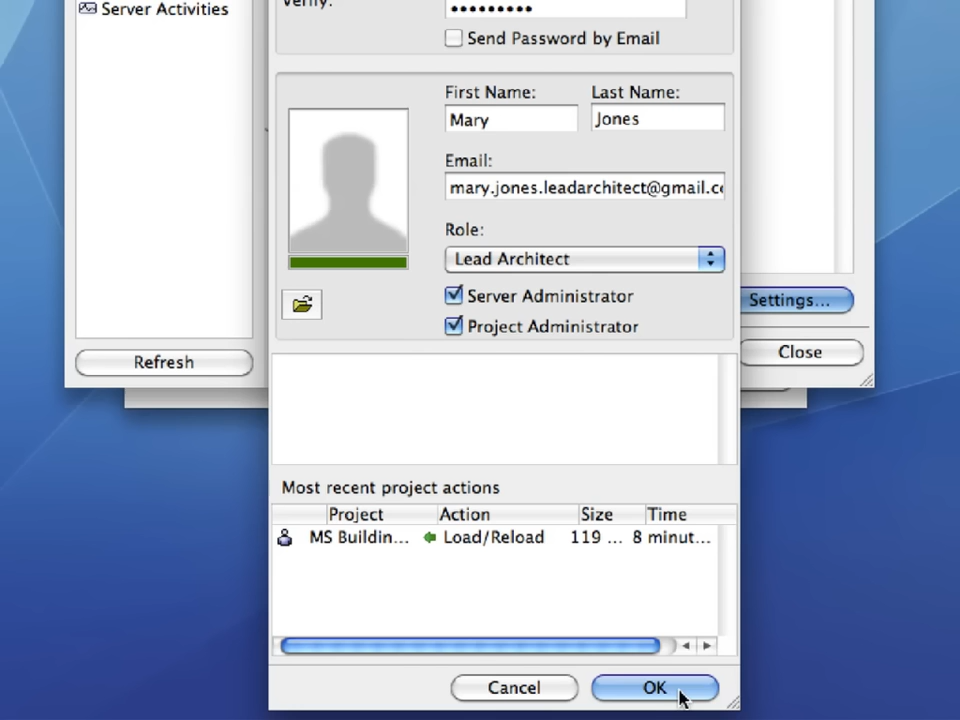 Server Activities
Verify:
•••••••••
Send Password by Email
First Name:
Last Name:
Mary
Jones
Email:
mary.jones.leadarchitect@gmail.c
Role:
Lead Architect
Server Administrator
Project Administrator
Settings...
Refresh
Close
Most recent project actions
Project
Action
Size
Time
MS Buildin...
Load/Reload
119 ...
8 minut...
Cancel
OK